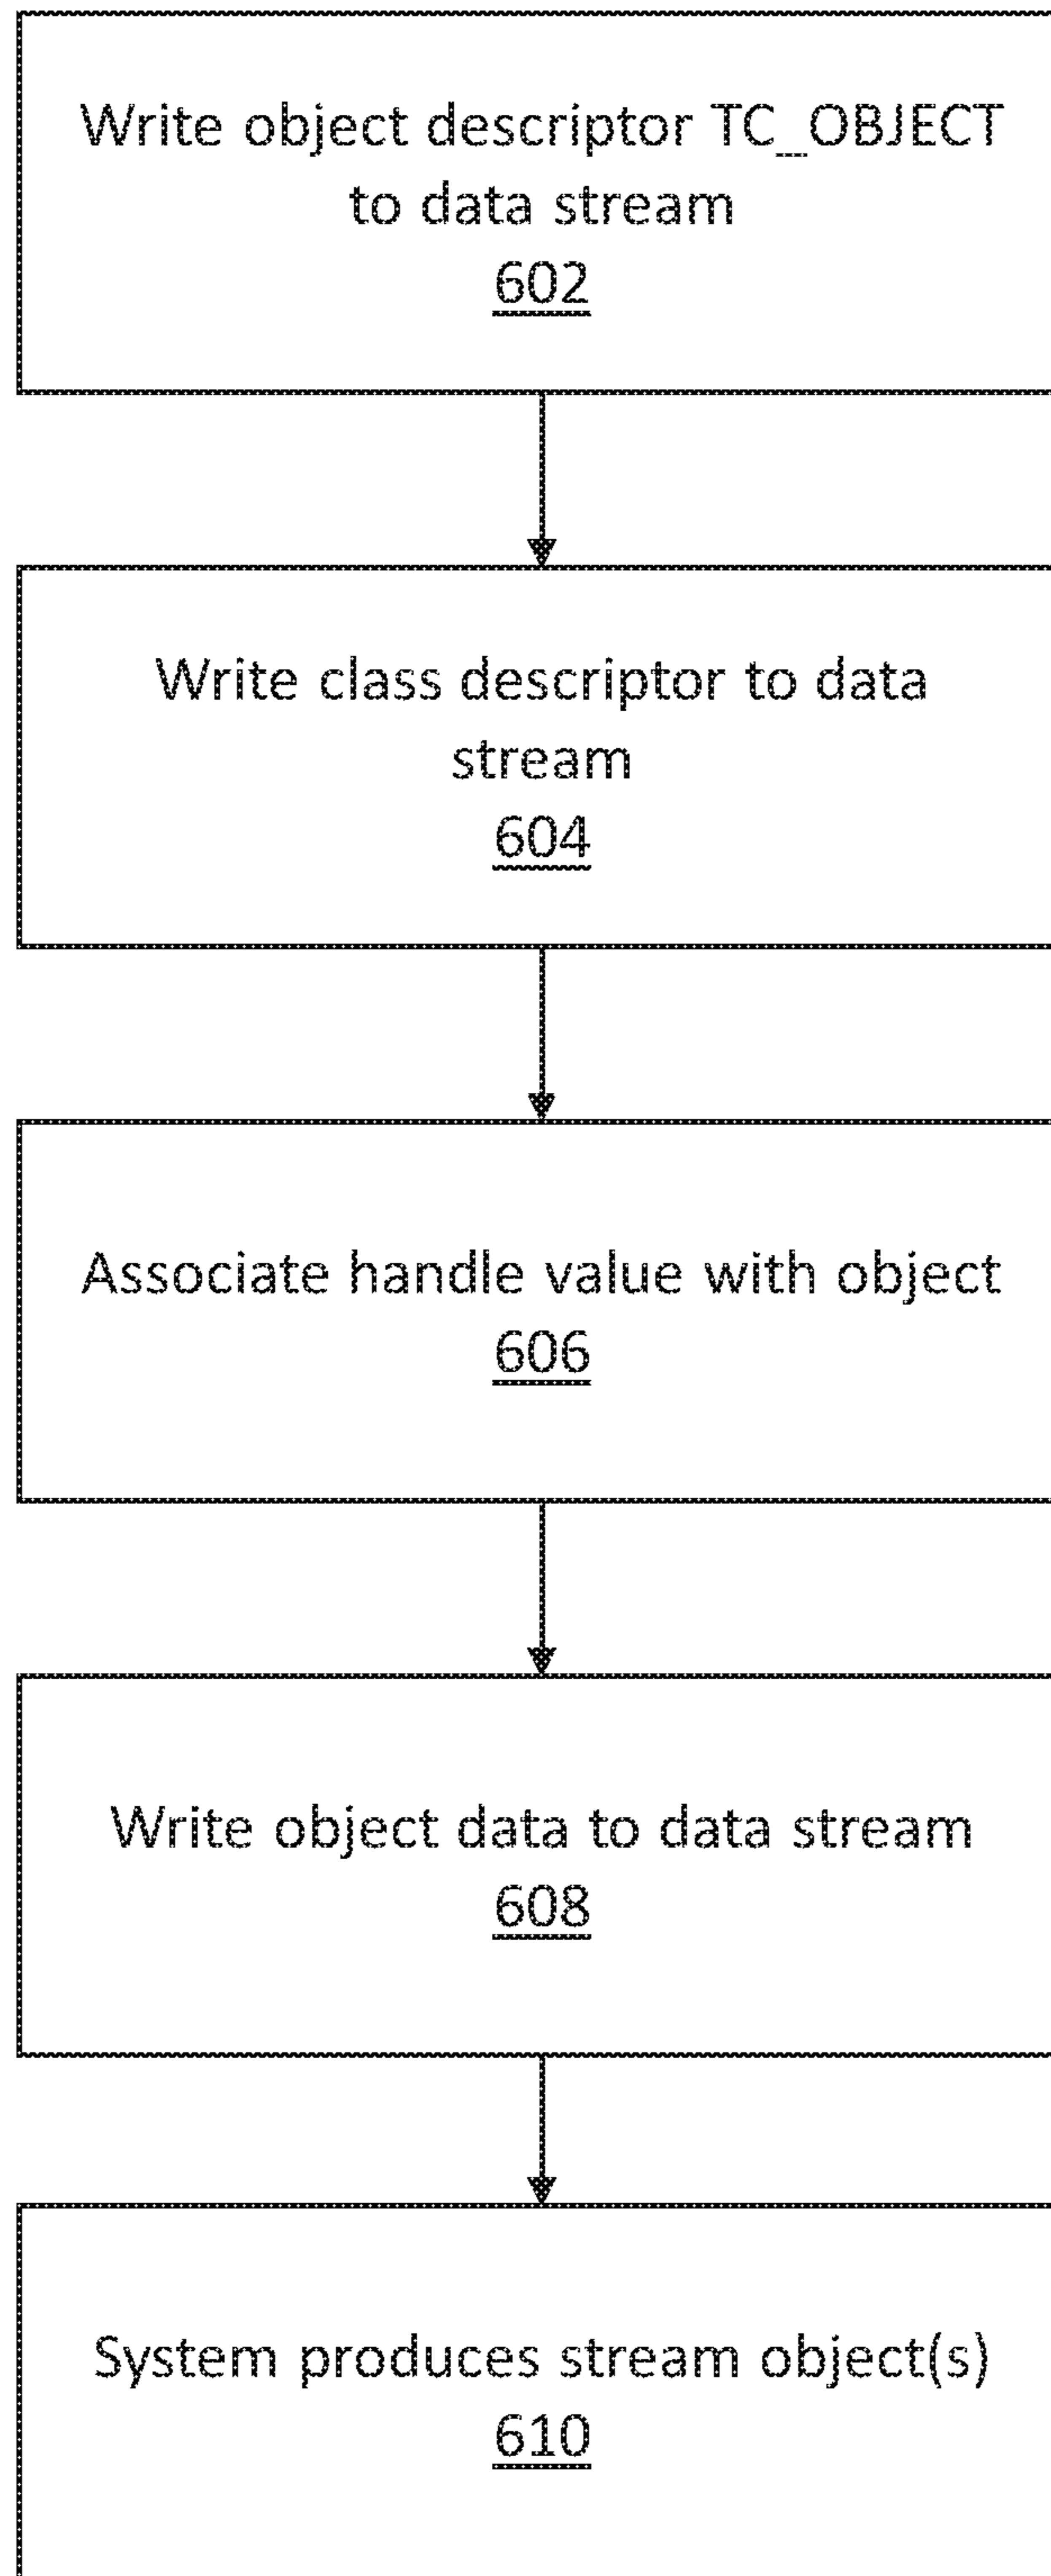 Write object descriptor TC_OBJECT
to data stream
602
Write class descriptor to data
stream
604
Associate handle value with object
606
Write object data to data stream
608
System produces stream object(s)
610